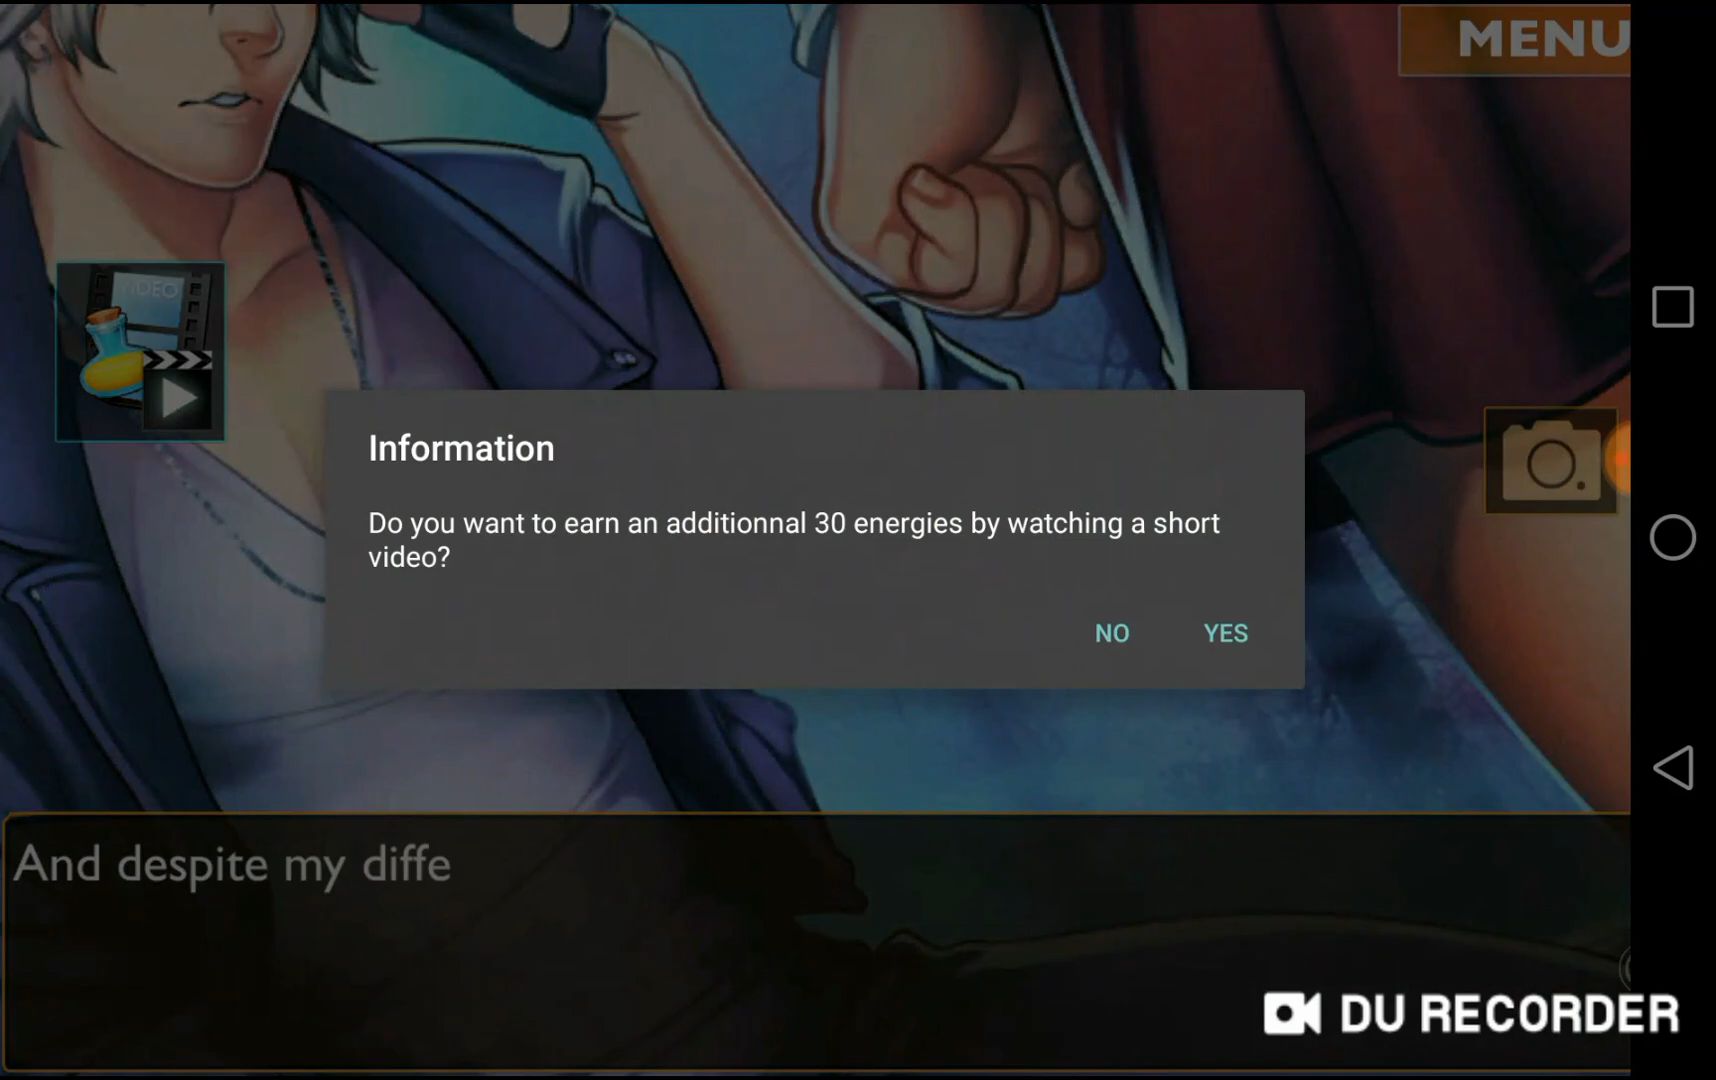 MENU
VIDEO
Information
Do you want to earn an additionnal 30 energies by watching a short
video?
NO YES
And despite my diffe
DU RECORDER